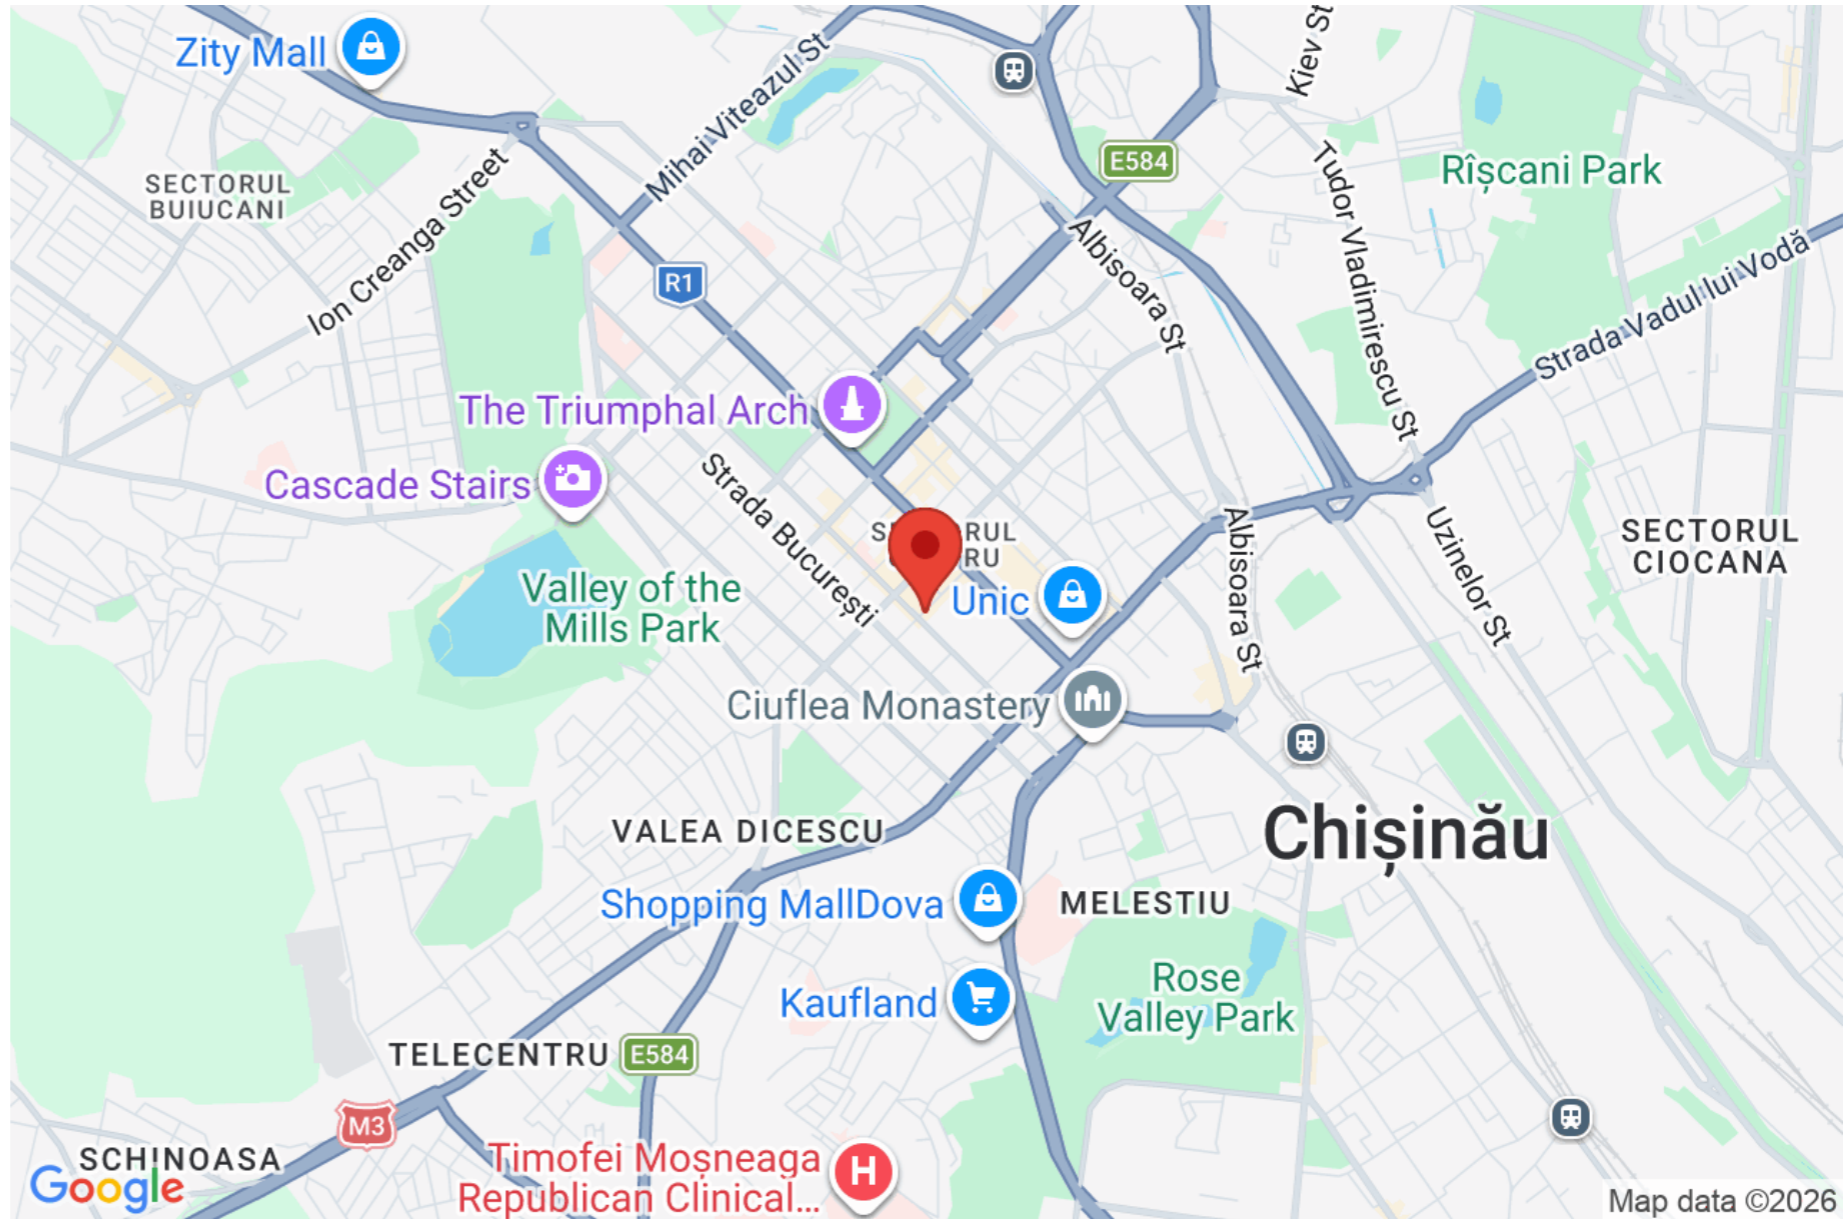 Zity Mall
Mihai Viteazul St
Kiev St
E584
Rîșcani Park
SECTORUL
BUIUCANI
Ion Creanga Street
Tudor Vladimirescu St
Albisoara St
Strada Vadul lui Vodă
R1
The Triumphal Arch
Cascade Stairs
Strada București
Albisoara St
Uzinelor St
SECTORUL
CIOCANA
Valley of the
Mills Park
Unic
Ciuflea Monastery
Chișinău
VALEA DICESCU
Shopping MallDova
MELESTIU
Rose
Valley Park
Kaufland
TELECENTRU
E584
M3
SCHINOASA
Google
Timofei Moșneaga
Republican Clinical...
H
Map data ©2026